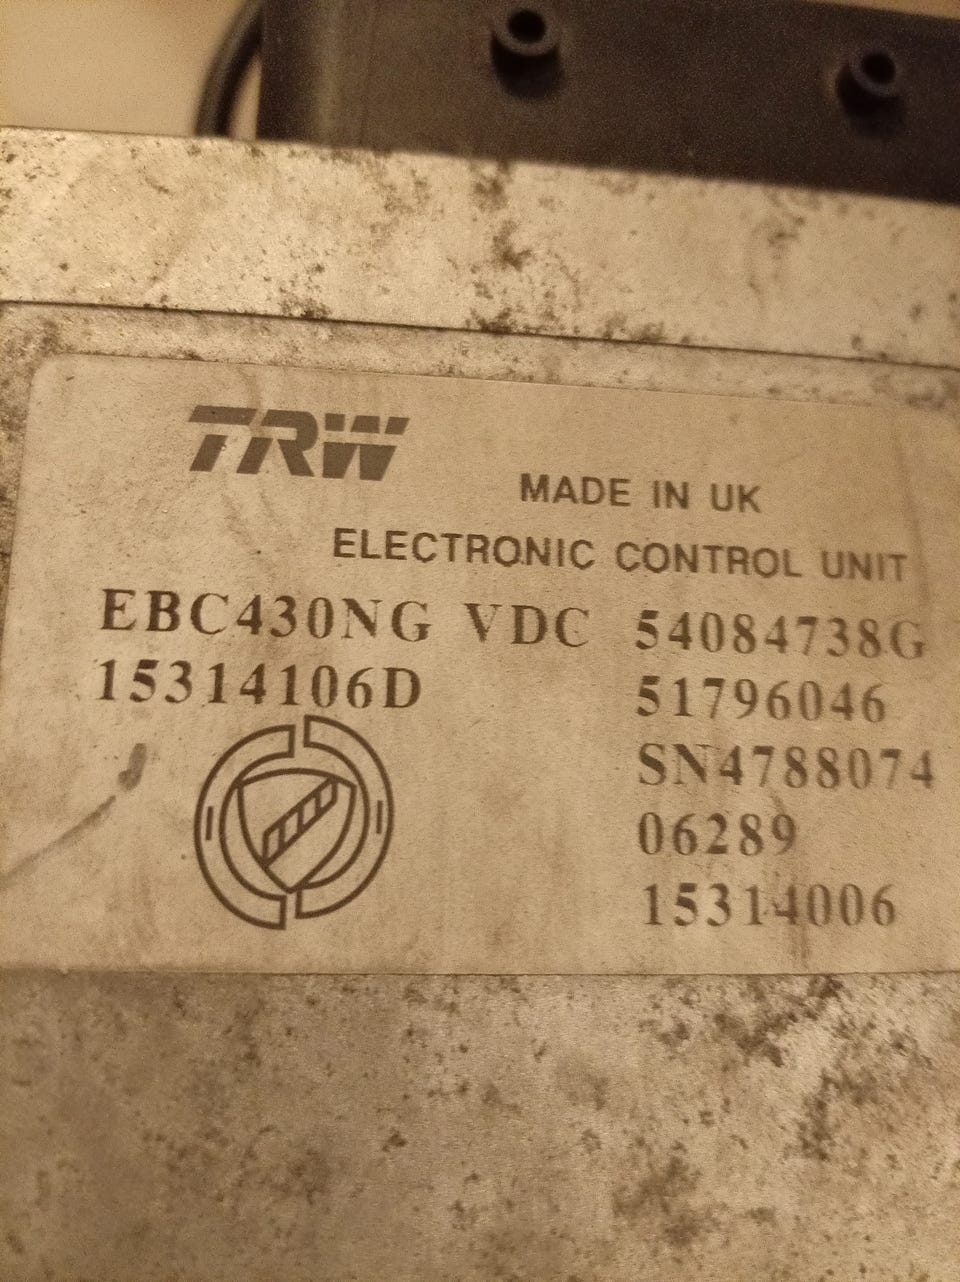 TRW
MADE IN UK
ELECTRONIC CONTROL UNIT
EBC430NG VDC 54084738G
15314106D 51796046
SN4788074
06289
15314006